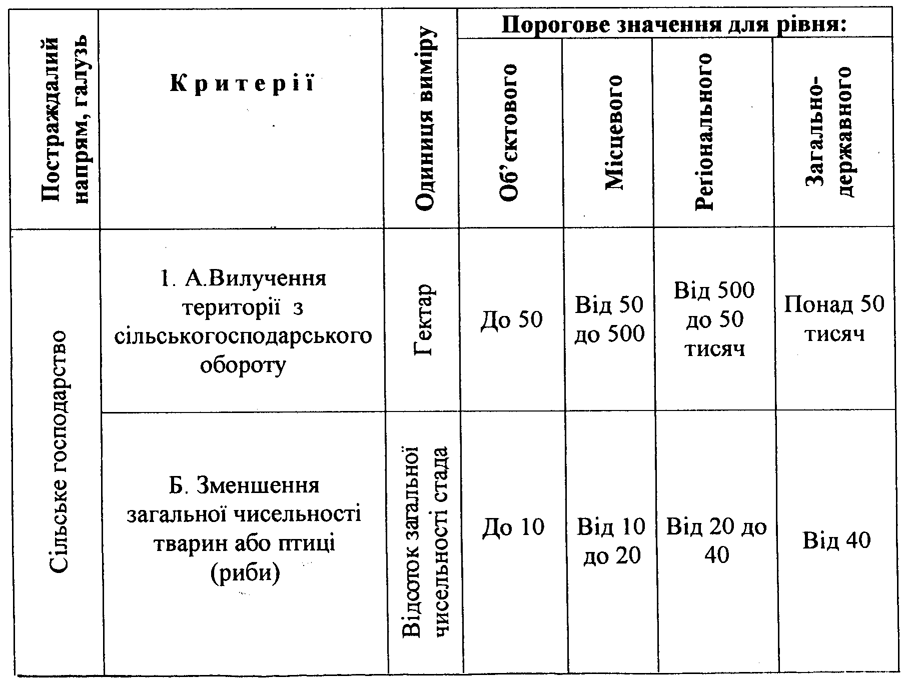 Постраждалий
напрям, галузь
К р и т е р і ї
Одиниця виміру
Порогове значення для рівня:
Об’єктового
Місцевого
Регіонального
Загально-
державного
Сільське господарство
1. А.Вилучення
території з
сільськогосподарського
обороту
Гектар
До 50
Від 50
до 500
Від 500
до 50
тисяч
Понад 50
тисяч
Б. Зменшення
загальної чисельності
тварин або птиці
(риби)
Відсоток загальної
чисельності стада
До 10
Від 10
до 20
Від 20 до
40
Від 40